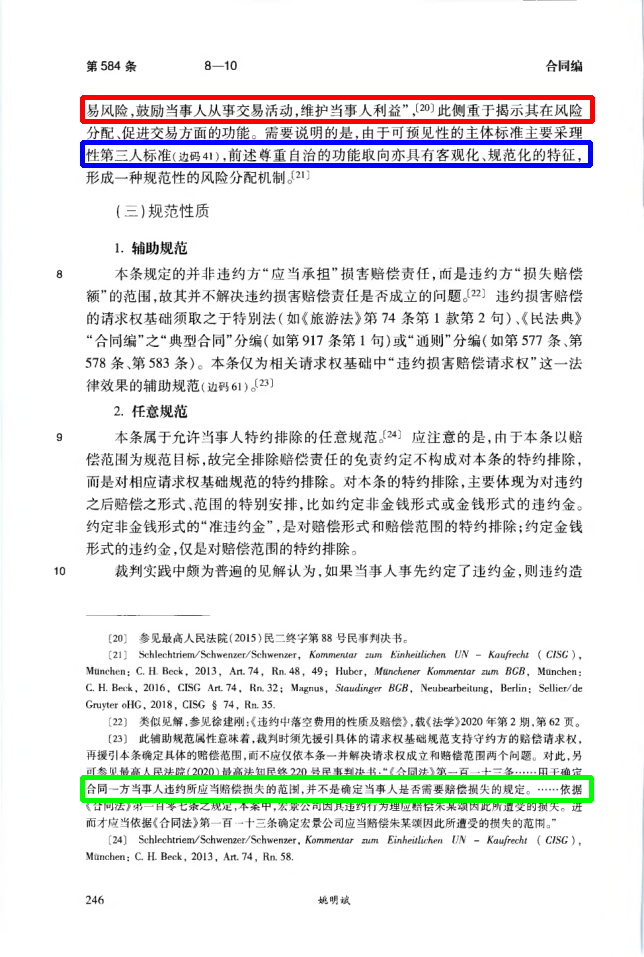 第 584 条 8—10 合同编
易风险,鼓励当事人从事交易活动,维护当事人利益”,〔20〕此侧重于揭示其在风险
分配、促进交易方面的功能。需要说明的是,由于可预见性的主体标准主要采理
性第三人标准(边码 41),前述尊重自治的功能取向亦具有客观化、规范化的特征,
形成一种规范性的风险分配机制。〔21〕
(三)规范性质
1. 辅助规范
8 本条规定的并非违约方“应当承担”损害赔偿责任,而是违约方“损失赔偿
额”的范围,故其并不解决违约损害赔偿责任是否成立的问题。〔22〕 违约损害赔偿
的请求权基础须取之于特别法(如《旅游法》第 74 条第 1 款第 2 句)、《民法典》
“合同编”之“典型合同”分编(如第 917 条第 1 句)或“通则”分编(如第 577 条、第
578 条、第 583 条)。本条仅为相关请求权基础中“违约损害赔偿请求权”这一法
律效果的辅助规范(边码 61)。〔23〕
2. 任意规范
9 本条属于允许当事人特约排除的任意规范。〔24〕 应注意的是,由于本条以赔
偿范围为规范目标,故完全排除赔偿责任的免责约定不构成对本条的特约排除,
而是对相应请求权基础规范的特约排除。对本条的特约排除,主要体现为对违约
之后赔偿之形式、范围的特别安排,比如约定非金钱形式或金钱形式的违约金。
约定非金钱形式的“准违约金”,是对赔偿形式和赔偿范围的特约排除;约定金钱
形式的违约金,仅是对赔偿范围的特约排除。
10 裁判实践中颇为普遍的见解认为,如果当事人事先约定了违约金,则违约造
〔20〕 参见最高人民法院(2015)民二终字第 88 号民事判决书。
〔21〕 Schlechtriem/Schwenzer/Schwenzer, Kommentar zum Einheitlichen UN - Kaufrecht ( CISG ),
München: C. H. Beck, 2013, Art. 74, Rn. 48, 49; Huber, Münchener Kommentar zum BGB, München:
C. H. Beck, 2016, CISG Art. 74, Rn. 32; Magnus, Staudinger BGB, Neubearbeitung, Berlin: Sellier/de
Gruyter oHG, 2018, CISG § 74, Rn. 35.
〔22〕 类似见解,参见徐建刚:《违约中落空费用的性质及赔偿》,载《法学》2020 年第 2 期,第 62 页。
〔23〕 此辅助规范属性意味着,裁判时须先援引具体的请求权基础规范支持守约方的赔偿请求权,
再援引本条确定具体的赔偿范围,而不应仅依本条一并解决请求权成立和赔偿范围两个问题。对此,另
可参见最高人民法院(2020)最高法知民终 220 号民事判决书:“《合同法》第一百一十三条……用于确定
合同一方当事人违约所应当赔偿损失的范围,并不是确定当事人是否需要赔偿损失的规定。……依据
《合同法》第一百零七条之规定,本案中,宏景公司因其违约行为理应赔偿朱某颂因此所遭受的损失。进
而才应当依据《合同法》第一百一十三条确定宏景公司应当赔偿朱某颂因此所遭受的损失的范围。”
〔24〕 Schlechtriem/Schwenzer/Schwenzer, Kommentar zum Einheitlichen UN - Kaufrecht ( CISG ),
München: C. H. Beck, 2013, Art. 74, Rn. 58.
246 姚明斌